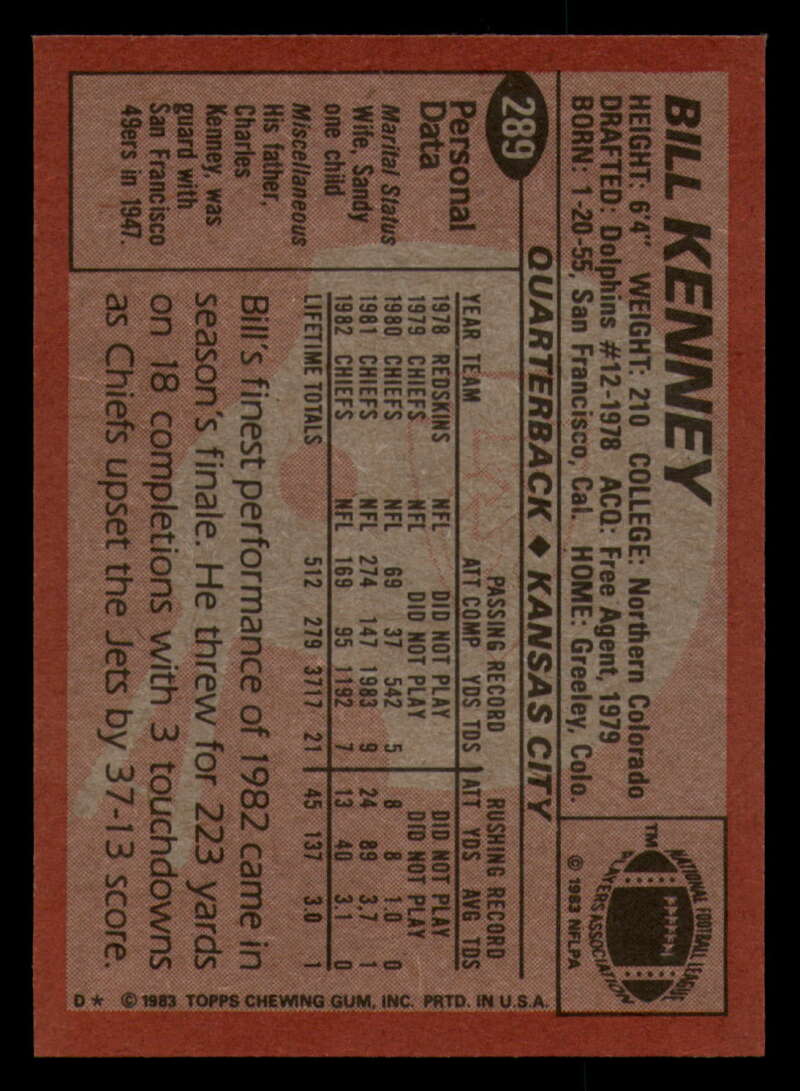 BILL KENNEY
HEIGHT: 6'4" WEIGHT: 210 COLLEGE: Northern Colorado
DRAFTED: Dolphins #12-1978 ACQ: Free Agent, 1979
BORN: 1-20-55, San Francisco, Cal. HOME: Greeley, Colo.
TM
NATIONAL FOOTBALL LEAGUE
PLAYERS ASSOCIATION
© 1983 NFLPA
289
QUARTERBACK ♦ KANSAS CITY
Personal
Data
Marital Status
Wife, Sandy
one child
Miscellaneous
His father,
Charles
Kenney, was
guard with
San Francisco
49ers in 1947.
PASSING RECORD RUSHING RECORD
YEAR TEAM ATT COMP YDS TDS ATT YDS AVG TDS
1978 REDSKINS NFL DID NOT PLAY DID NOT PLAY
1979 CHIEFS NFL DID NOT PLAY DID NOT PLAY
1980 CHIEFS NFL 69 37 542 5 8 8 1.0 0
1981 CHIEFS NFL 274 147 1983 9 24 89 3.7 1
1982 CHIEFS NFL 169 95 1192 7 13 40 3.1 0
LIFETIME TOTALS 512 279 3717 21 45 137 3.0 1
Bill's finest performance of 1982 came in
season's finale. He threw for 223 yards
on 18 completions with 3 touchdowns
as Chiefs upset the Jets by 37-13 score.
D* © 1983 TOPPS CHEWING GUM, INC. PRTD. IN U.S.A.